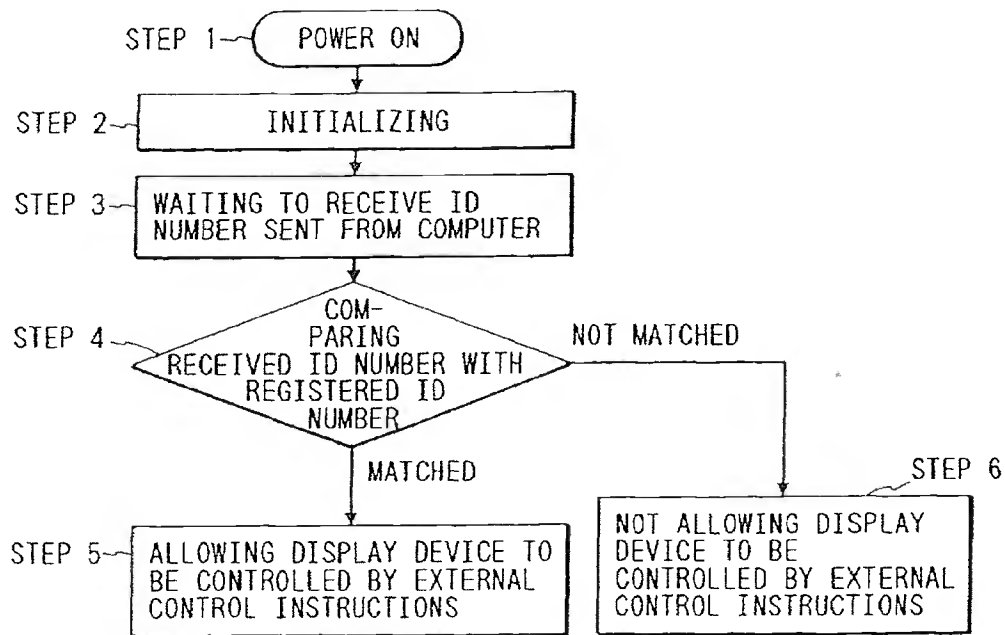 STEP 1
POWER ON
STEP 2
INITIALIZING
STEP 3
WAITING TO RECEIVE ID
NUMBER SENT FROM COMPUTER
STEP 4
COM-
PARING
RECEIVED ID NUMBER WITH
REGISTERED ID
NUMBER
NOT MATCHED
MATCHED
STEP 5
ALLOWING DISPLAY DEVICE TO
BE CONTROLLED BY EXTERNAL
CONTROL INSTRUCTIONS
STEP 6
NOT ALLOWING DISPLAY
DEVICE TO BE
CONTROLLED BY EXTERNAL
CONTROL INSTRUCTIONS